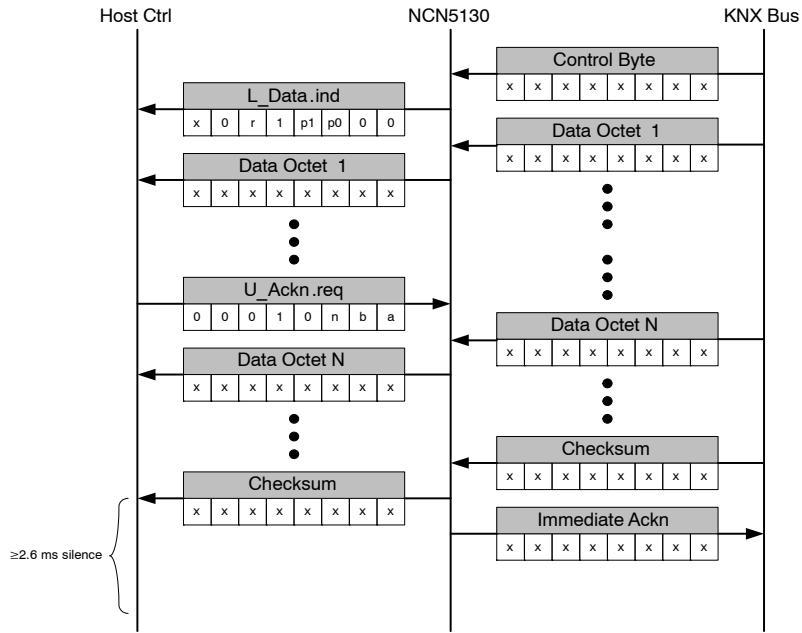 Host Ctrl NCN5130 KNX Bus
Control Byte
x x x x x x x x
L_Data.ind
x 0 r 1 p1 p0 0 0
Data Octet 1
x x x x x x x x
Data Octet 1
x x x x x x x x
U_Ackn.req
0 0 0 1 0 n b a
Data Octet N
x x x x x x x x
Data Octet N
x x x x x x x x
Checksum
x x x x x x x x
Checksum
x x x x x x x x
Immediate Ackn
x x x x x x x x
≥2.6 ms silence